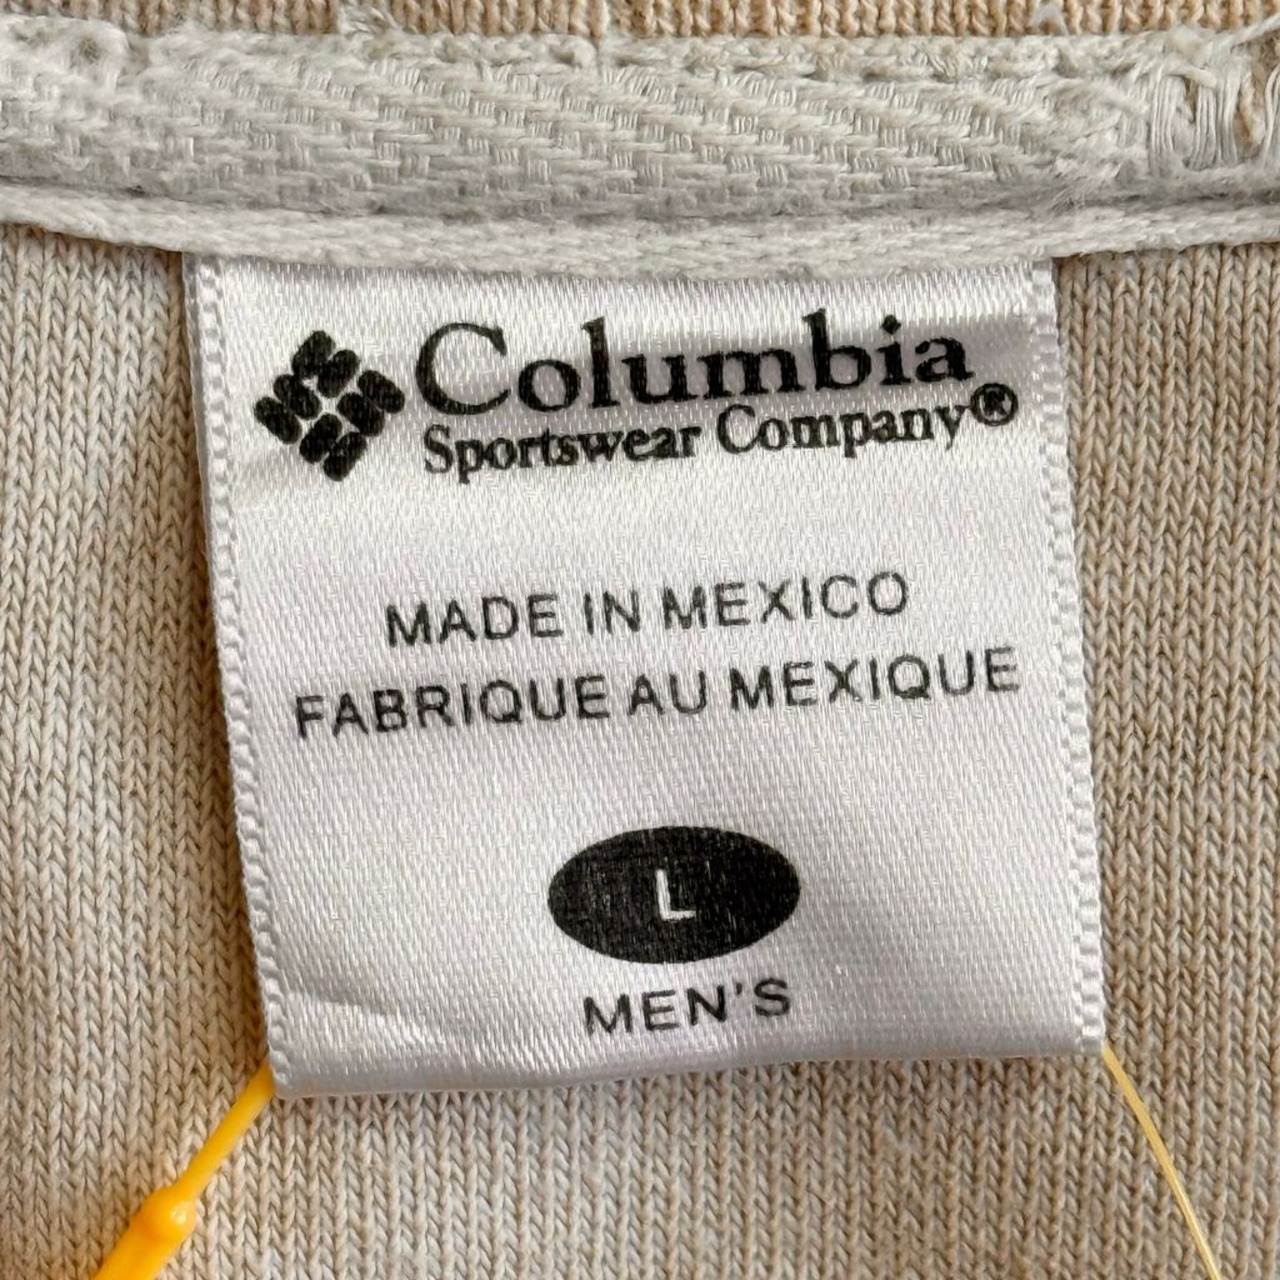 Columbia
Sportswear Company®
MADE IN MEXICO
FABRIQUE AU MEXIQUE
L
MEN'S